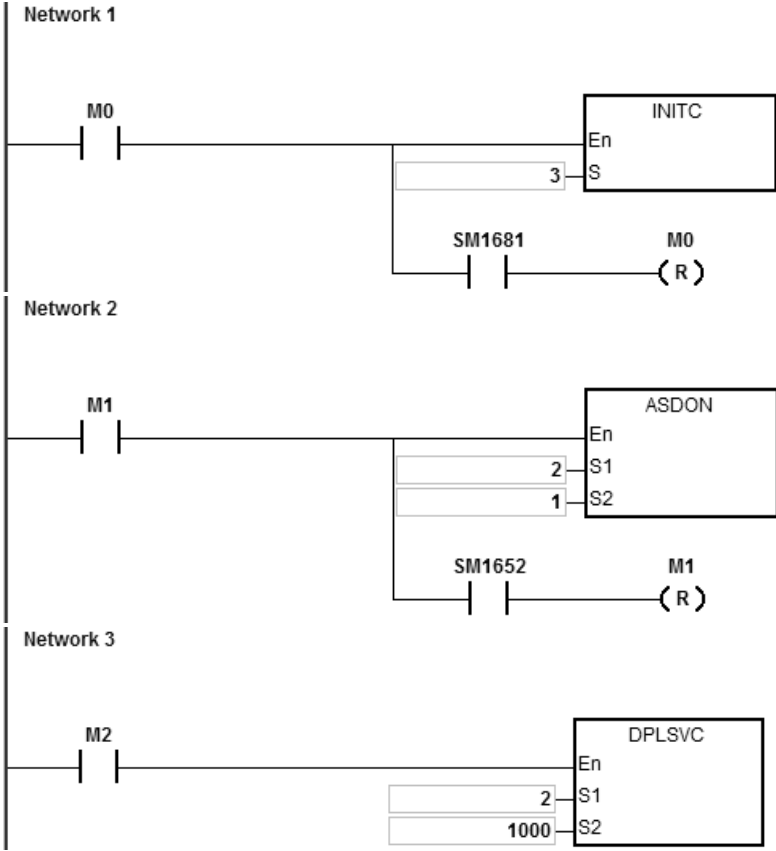 Network 1
M0
INITC
En
3 S
SM1681 M0
R
Network 2
M1
ASDON
En
2 S1
1 S2
SM1652 M1
R
Network 3
M2
DPLSVC
En
2 S1
1000 S2